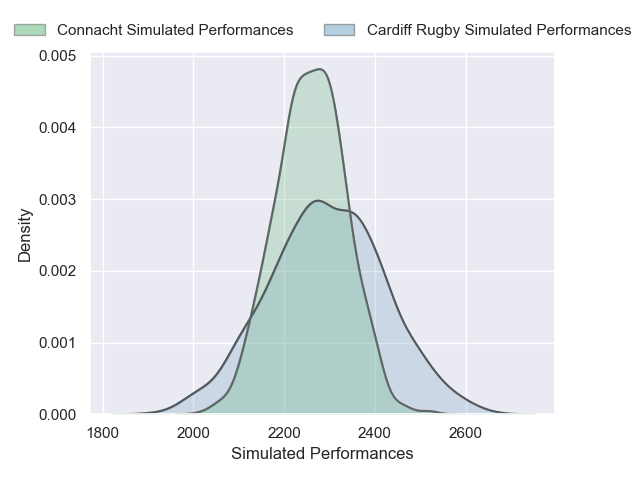 Connacht Simulated Performances Cardiff Rugby Simulated Performances
0.005
0.004
0.003
0.002
0.001
0.000
Density
1800 2000 2200 2400 2600
Simulated Performances